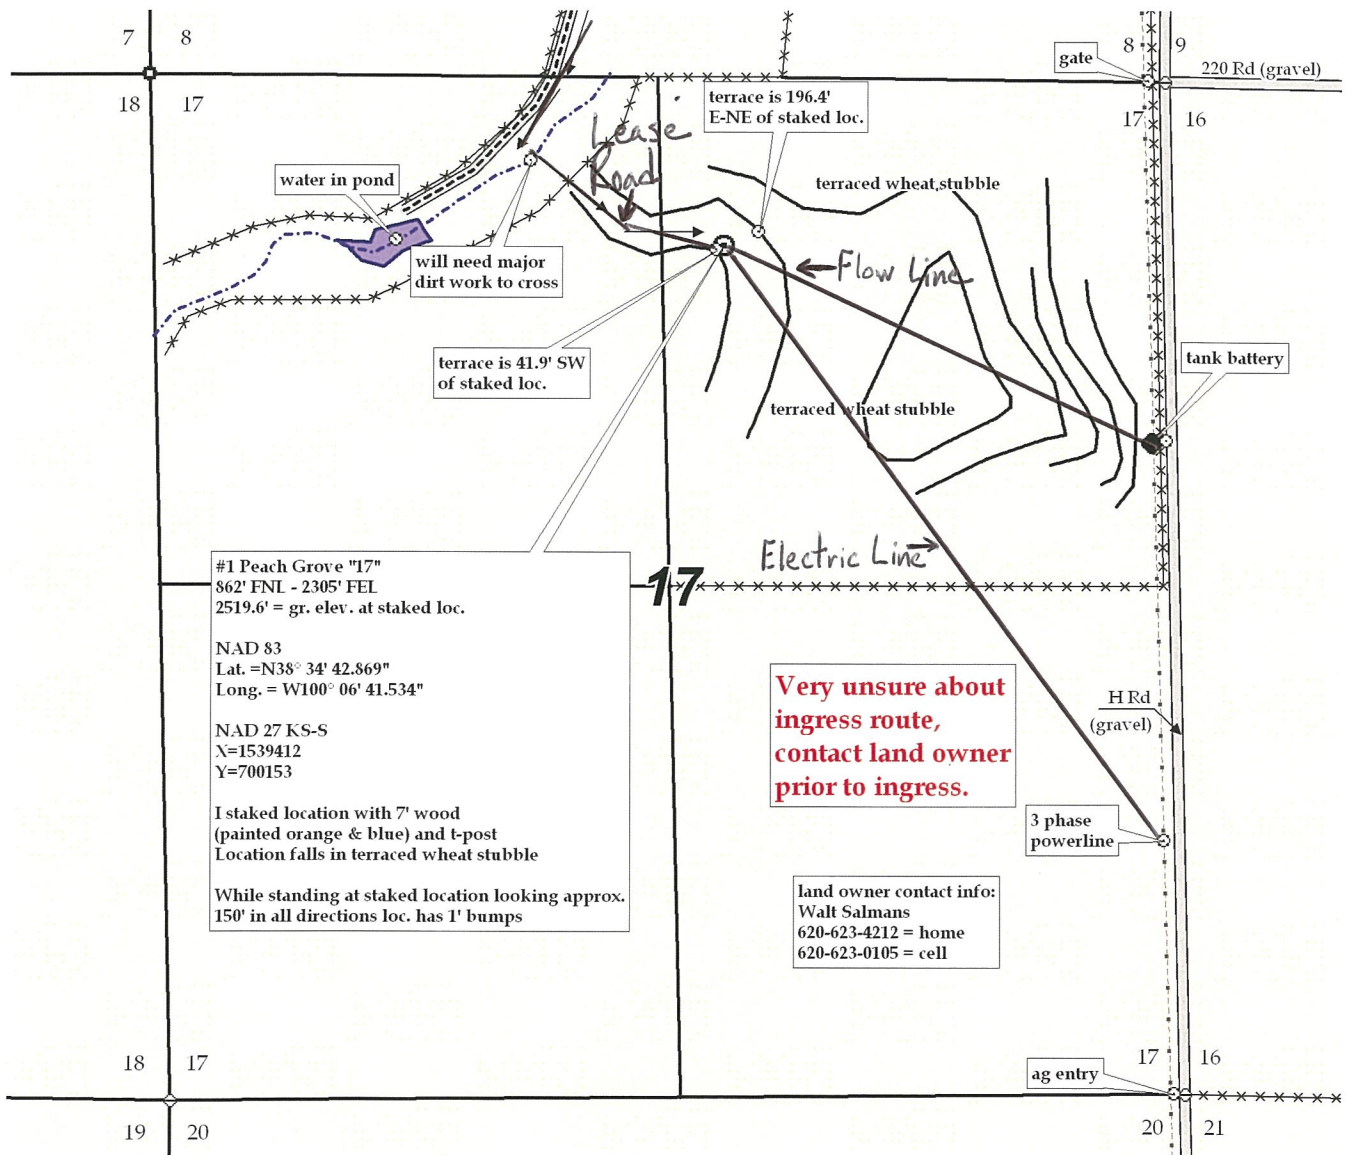 7 8
8 9
gate
220 Rd (gravel)
18 17
17 16
terrace is 196.4'
E-NE of staked loc.
Lease
Road
water in pond
terraced wheat stubble
will need major
dirt work to cross
Flow Line
terrace is 41.9' SW
of staked loc.
tank battery
terraced wheat stubble
Electric Line
17
#1 Peach Grove "17"
862' FNL - 2305' FEL
2519.6' = gr. elev. at staked loc.
NAD 83
Lat. =N38° 34' 42.869"
Long. = W100° 06' 41.534"
NAD 27 KS-S
X=1539412
Y=700153
I staked location with 7' wood
(painted orange & blue) and t-post
Location falls in terraced wheat stubble
While standing at staked location looking approx.
150' in all directions loc. has 1' bumps
Very unsure about
ingress route,
contact land owner
prior to ingress.
H Rd
(gravel)
3 phase
powerline
land owner contact info:
Walt Salmans
620-623-4212 = home
620-623-0105 = cell
18 17
17 16
ag entry
19 20
20 21